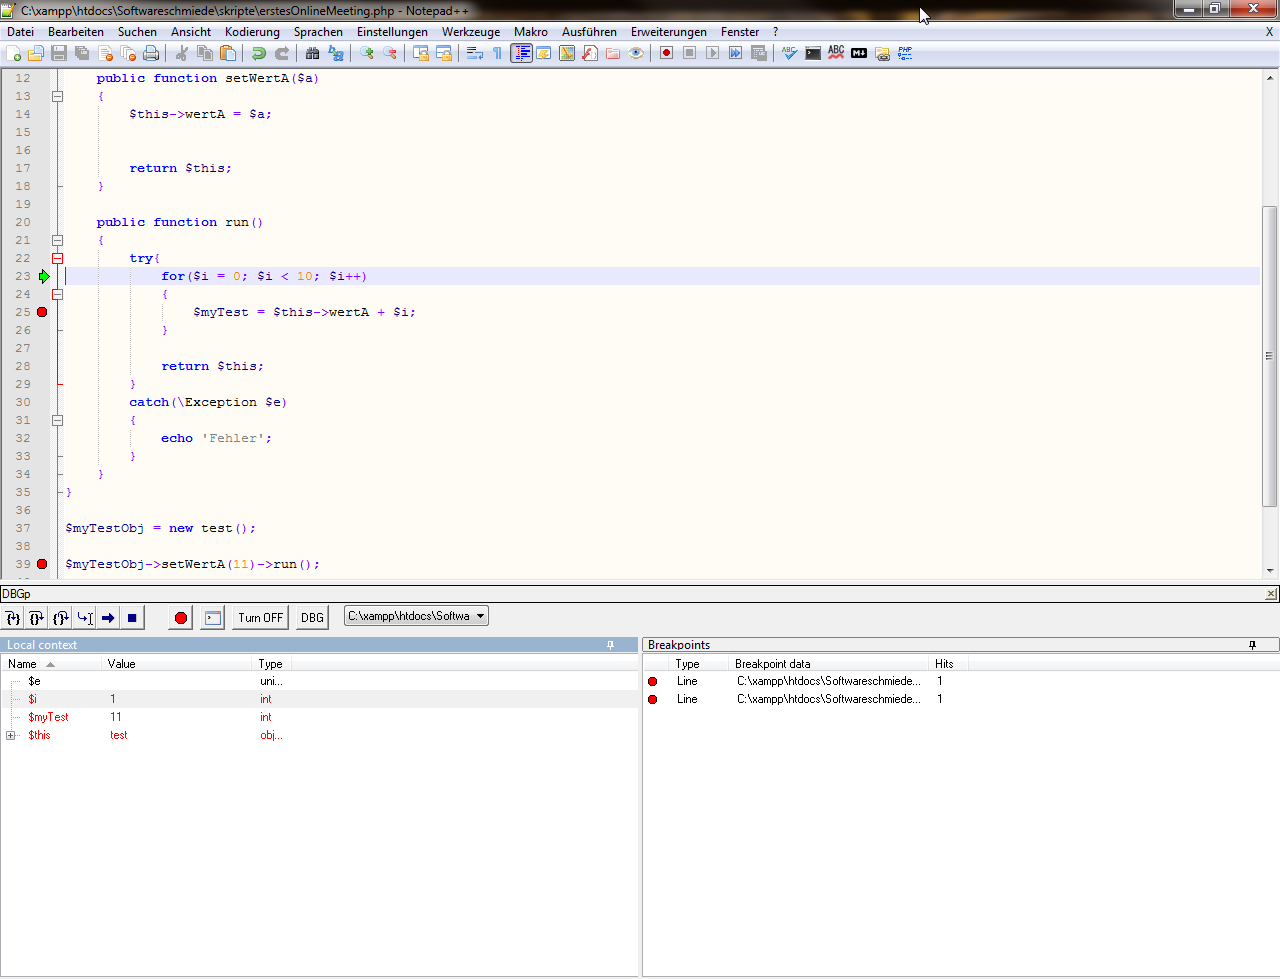 C:\xampp\htdocs\Softwareschmiede\skripte\erstesOnlineMeeting.php - Notepad++
Datei Bearbeiten Suchen Ansicht Kodierung Sprachen Einstellungen Werkzeuge Makro Ausführen Erweiterungen Fenster ? X
12 public function setWertA($a)
13 {
14 $this->wertA = $a;
15
16
17 return $this;
18 }
19
20 public function run()
21 {
22 try{
23 for($i = 0; $i < 10; $i++)
24 {
25 $myTest = $this->wertA + $i;
26 }
27
28 return $this;
29 }
30 catch(\Exception $e)
31 {
32 echo 'Fehler';
33 }
34 }
35 }
36
37 $myTestObj = new test();
38
39 $myTestObj->setWertA(11)->run();
DBGp
Turn OFF DBG C:\xampp\htdocs\Softwa
Local context
Name Value Type
$e uni...
$i 1 int
$myTest 11 int
$this test obj...
Breakpoints
Type Breakpoint data Hits
Line C:\xampp\htdocs\Softwareschmiede... 1
Line C:\xampp\htdocs\Softwareschmiede... 1